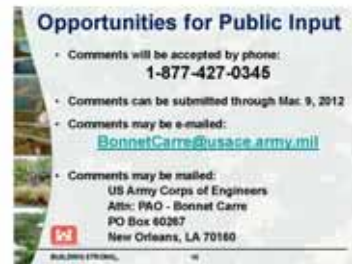 Opportunities for Public Input
• Comments will be accepted by phone:
1-877-427-0345
• Comments can be submitted through Mar. 9, 2012
• Comments may be e-mailed:
BonnetCarre@usace.army.mil
• Comments may be mailed:
US Army Corps of Engineers
Attn: PAO - Bonnet Carre
PO Box 60267
New Orleans, LA 70160
BUILDING STRONG®